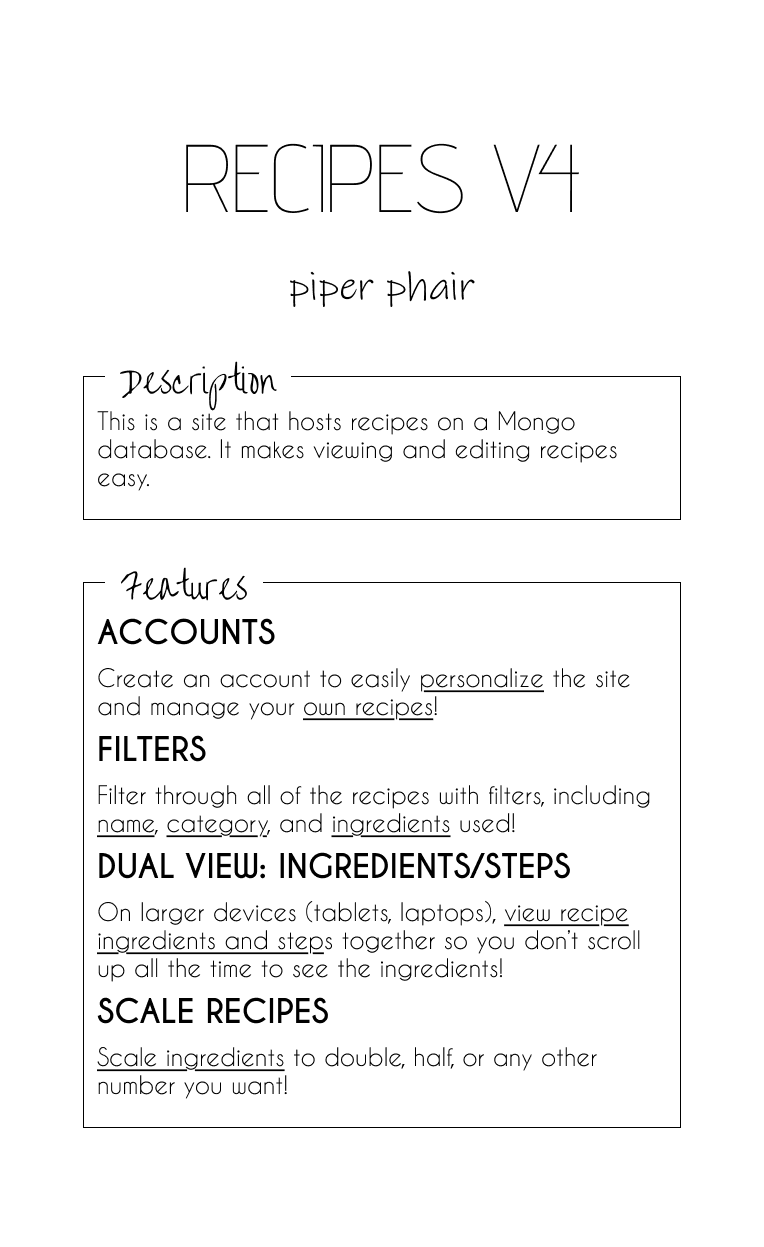 RECIPES V4
piper phair
Description
This is a site that hosts recipes on a Mongo
database. It makes viewing and editing recipes
easy.
Features
ACCOUNTS
Create an account to easily personalize the site
and manage your own recipes!
FILTERS
Filter through all of the recipes with filters, including
name, category, and ingredients used!
DUAL VIEW: INGREDIENTS/STEPS
On larger devices (tablets, laptops), view recipe
ingredients and steps together so you don't scroll
up all the time to see the ingredients!
SCALE RECIPES
Scale ingredients to double, half, or any other
number you want!